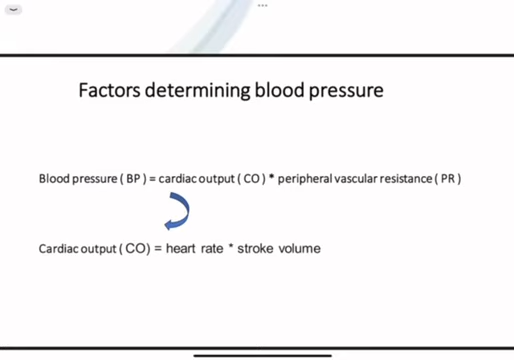 Factors determining blood pressure
Blood pressure ( BP ) = cardiac output ( CO ) * peripheral vascular resistance ( PR )
Cardiac output ( CO ) = heart rate * stroke volume